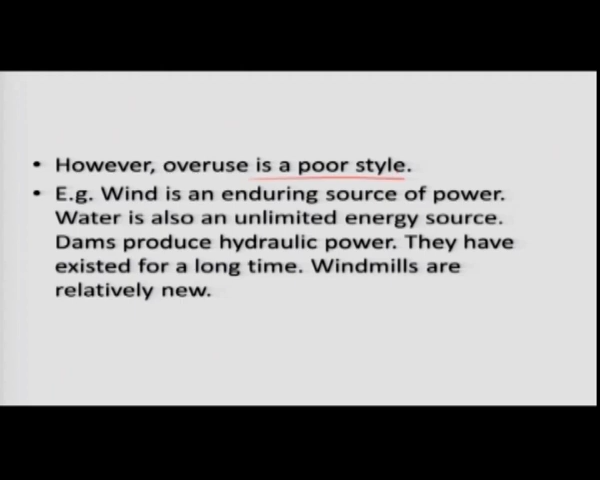 • However, overuse is a poor style.
• E.g. Wind is an enduring source of power.
Water is also an unlimited energy source.
Dams produce hydraulic power. They have
existed for a long time. Windmills are
relatively new.